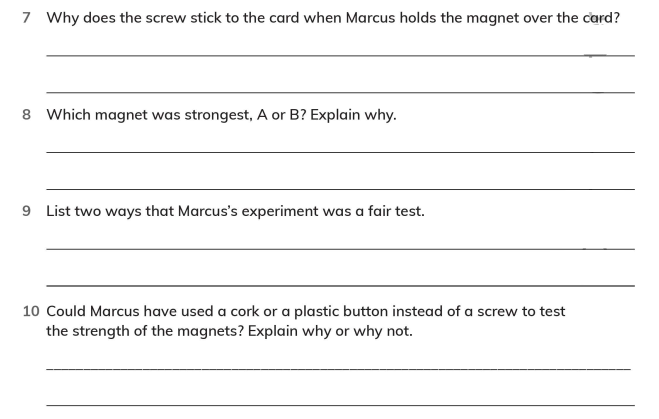 7 Why does the screw stick to the card when Marcus holds the magnet over the card?
8 Which magnet was strongest, A or B? Explain why.
9 List two ways that Marcus's experiment was a fair test.
10 Could Marcus have used a cork or a plastic button instead of a screw to test
the strength of the magnets? Explain why or why not.